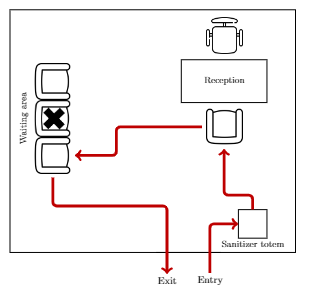 Reception
Waiting area
Sanitizer totem
Exit
Entry